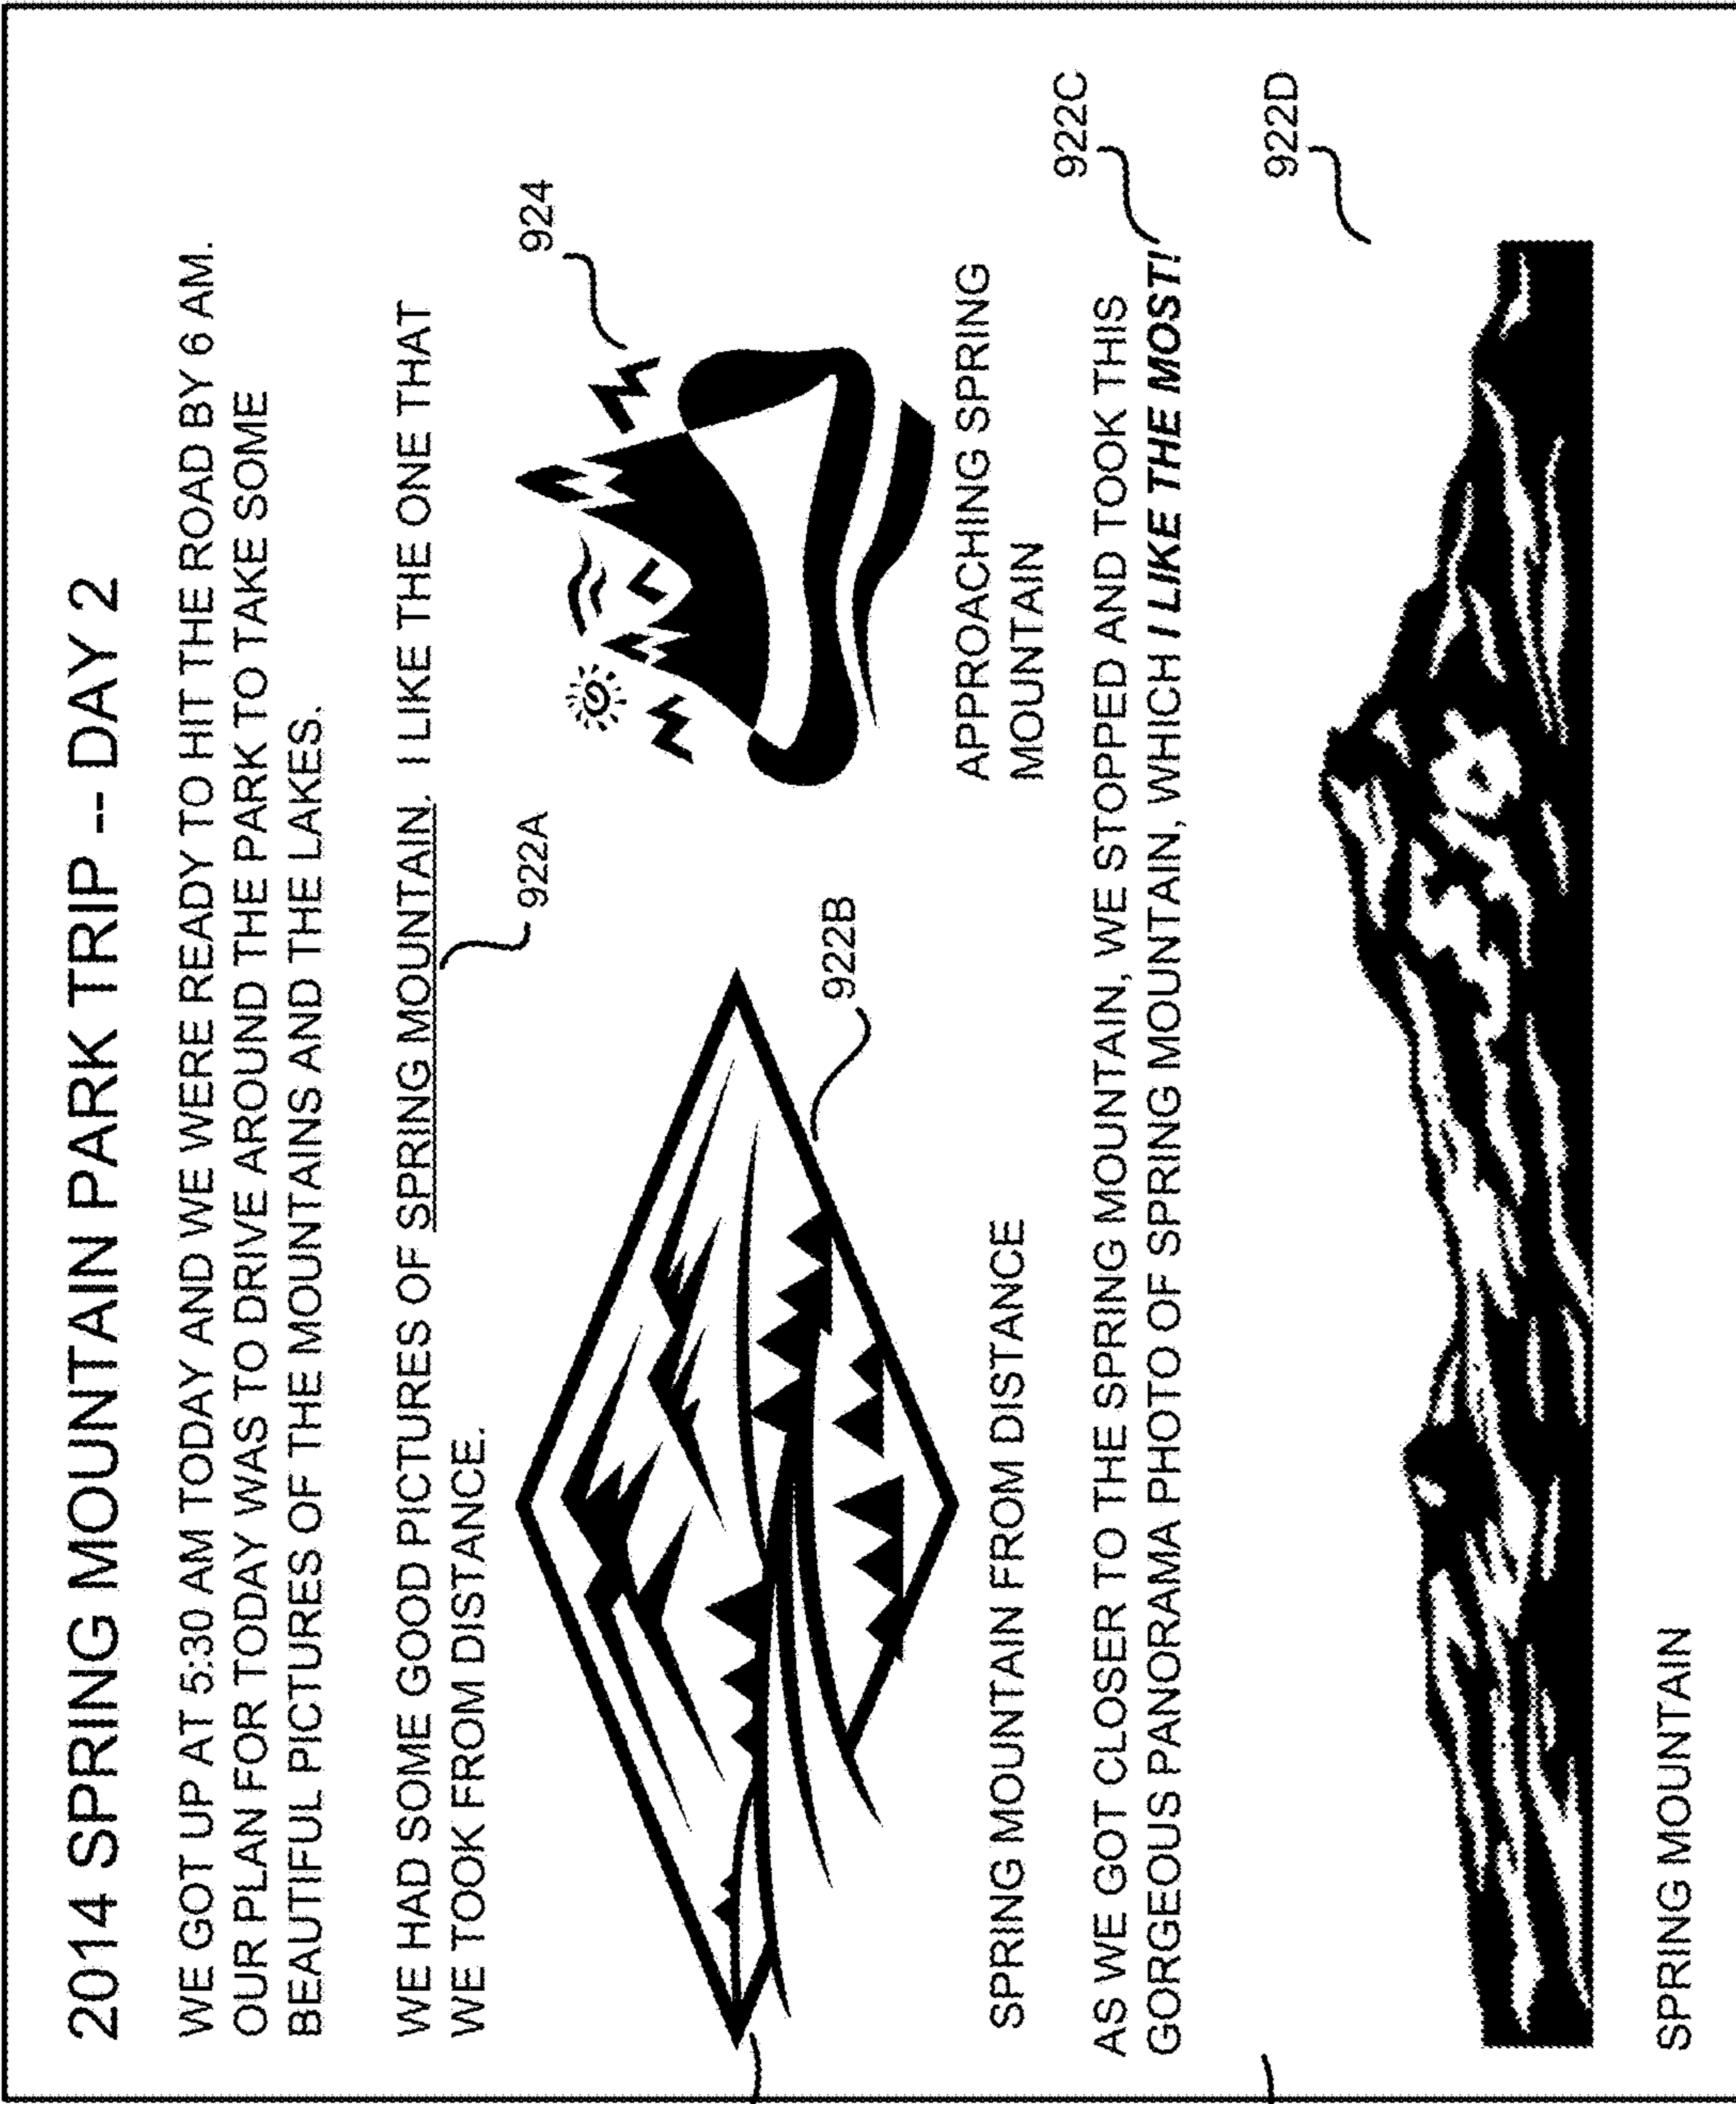 2014 SPRING MOUNTAIN PARK TRIP -- DAY 2
WE GOT UP AT 5:30 AM TODAY AND WE WERE READY TO HIT THE ROAD BY 6 AM.
OUR PLAN FOR TODAY WAS TO DRIVE AROUND THE PARK TO TAKE SOME
BEAUTIFUL PICTURES OF THE MOUNTAINS AND THE LAKES.
WE HAD SOME GOOD PICTURES OF SPRING MOUNTAIN. I LIKE THE ONE THAT
WE TOOK FROM DISTANCE.
922A
924
922B
SPRING MOUNTAIN FROM DISTANCE
APPROACHING SPRING
MOUNTAIN
922C
AS WE GOT CLOSER TO THE SPRING MOUNTAIN, WE STOPPED AND TOOK THIS
GORGEOUS PANORAMA PHOTO OF SPRING MOUNTAIN, WHICH I LIKE THE MOST!
922D
SPRING MOUNTAIN